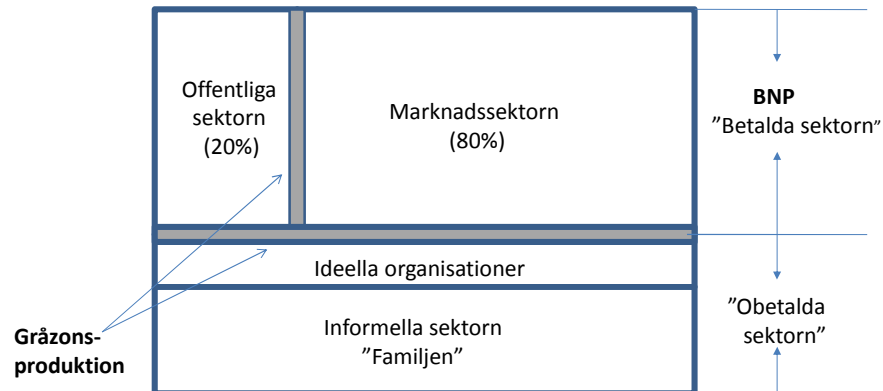 Offentliga
sektorn
(20%)
Marknadssektorn
(80%)
BNP
”Betalda sektorn”
Ideella organisationer
Informella sektorn
”Familjen”
”Obetalda
sektorn”
Gråzons-
produktion